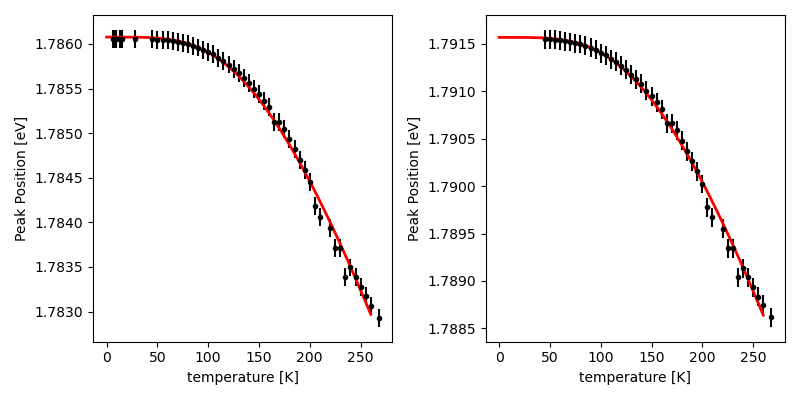 1.7860
1.7855
1.7850
1.7845
1.7840
1.7835
1.7830
Peak Position [eV]
0 50 100 150 200 250
temperature [K]
1.7915
1.7910
1.7905
1.7900
1.7895
1.7890
1.7885
Peak Position [eV]
0 50 100 150 200 250
temperature [K]